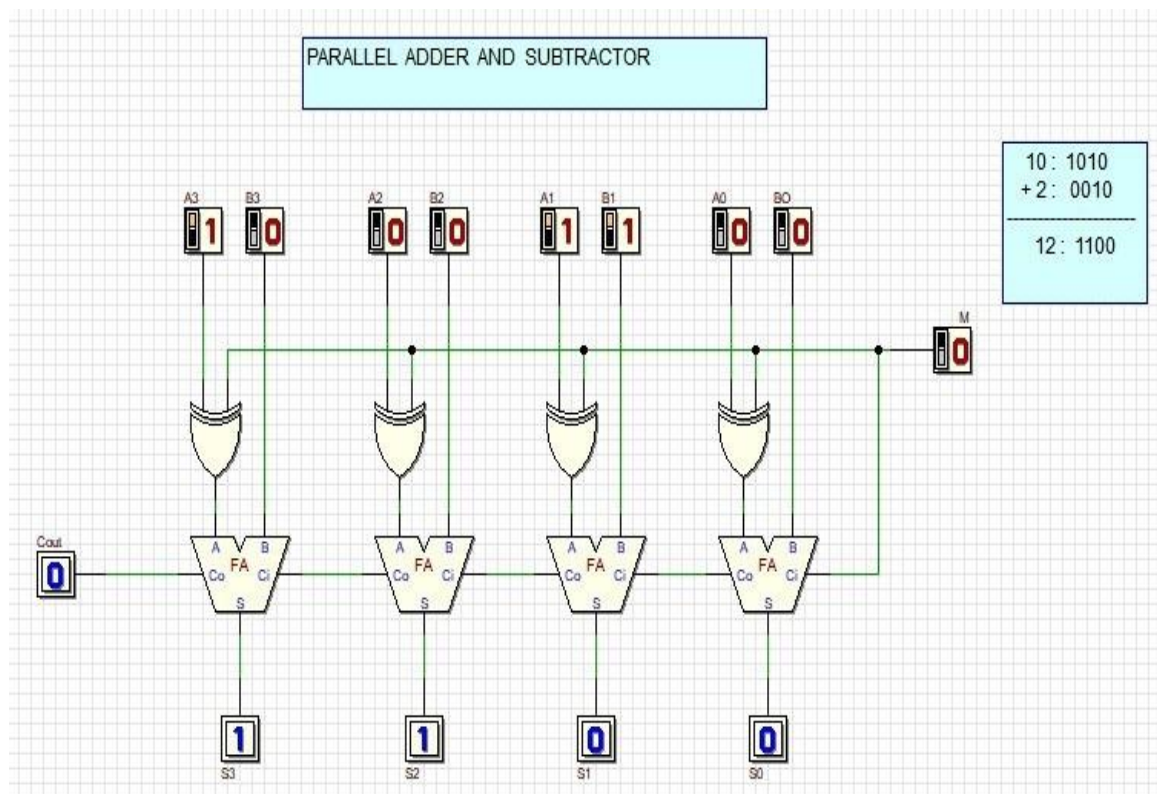 PARALLEL ADDER AND SUBTRACTOR
10 : 1010
+ 2 : 0010
12 : 1100
A3 B3 A2 B2 A1 B1 A0 BO
1 0 0 0 1 1 0 0
M
0
Cout
0
A B A B A B A B
FA FA FA FA
Co Ci Co Ci Co Ci Co Ci
S S S S
1 1 0 0
S3 S2 S1 S0